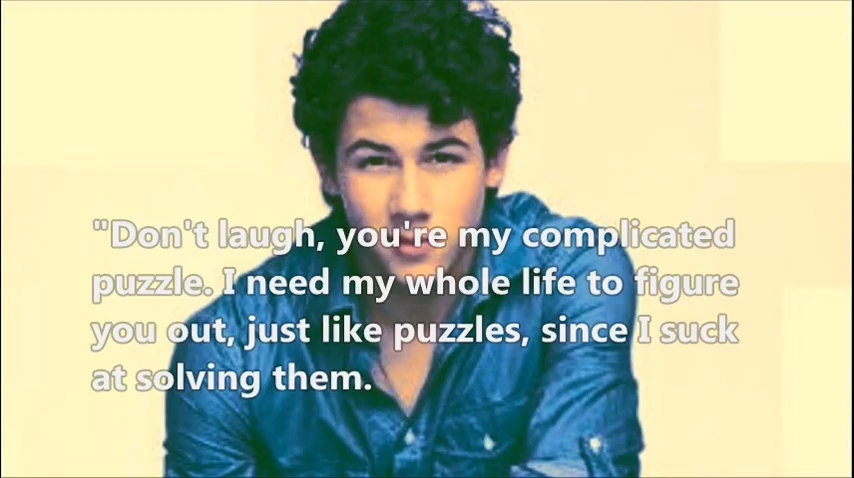 "Don't laugh, you're my complicated
puzzle. I need my whole life to figure
you out, just like puzzles, since I suck
at solving them.